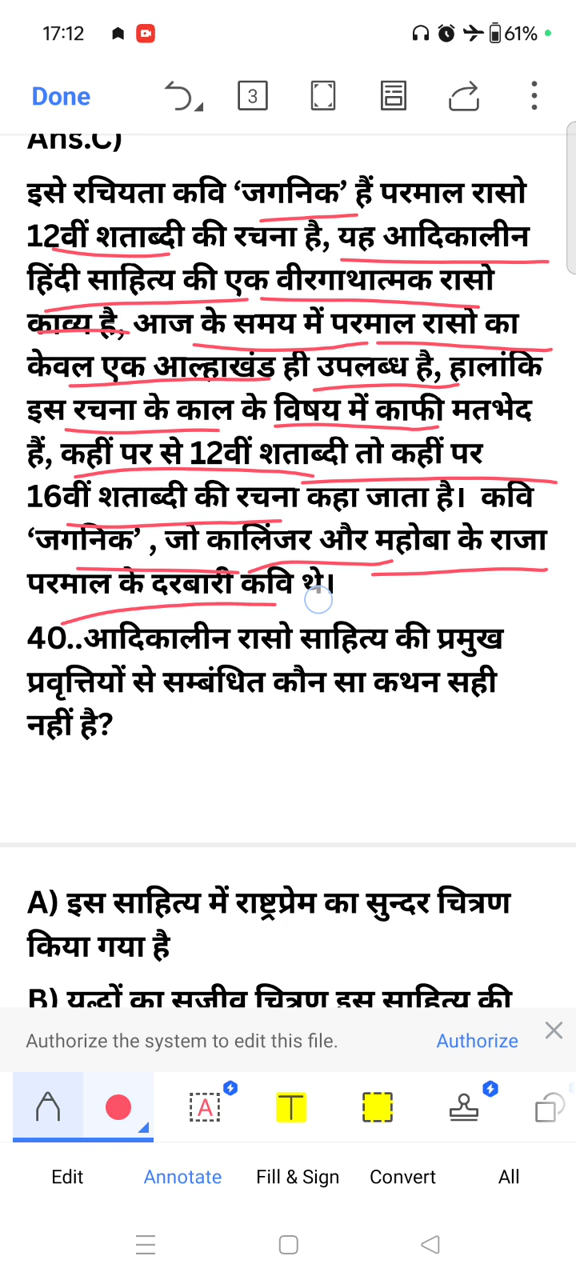 17:12
61%
Done
3
Ans.C)
इसे रचियता कवि ‘जगनिक’ हैं परमाल रासो
12वीं शताब्दी की रचना है, यह आदिकालीन
हिंदी साहित्य की एक वीरगाथात्मक रासो
काव्य है, आज के समय में परमाल रासो का
केवल एक आल्हाखंड ही उपलब्ध है, हालांकि
इस रचना के काल के विषय में काफी मतभेद
हैं, कहीं पर से 12वीं शताब्दी तो कहीं पर
16वीं शताब्दी की रचना कहा जाता है। कवि
‘जगनिक’ , जो कालिंजर और महोबा के राजा
परमाल के दरबारी कवि थे।
40..आदिकालीन रासो साहित्य की प्रमुख
प्रवृत्तियों से सम्बंधित कौन सा कथन सही
नहीं है?
A) इस साहित्य में राष्ट्रप्रेम का सुन्दर चित्रण
किया गया है
B) युद्धों का सजीव चित्रण इस साहित्य की
Authorize the system to edit this file.
Authorize
A
T
Edit
Annotate
Fill & Sign
Convert
All